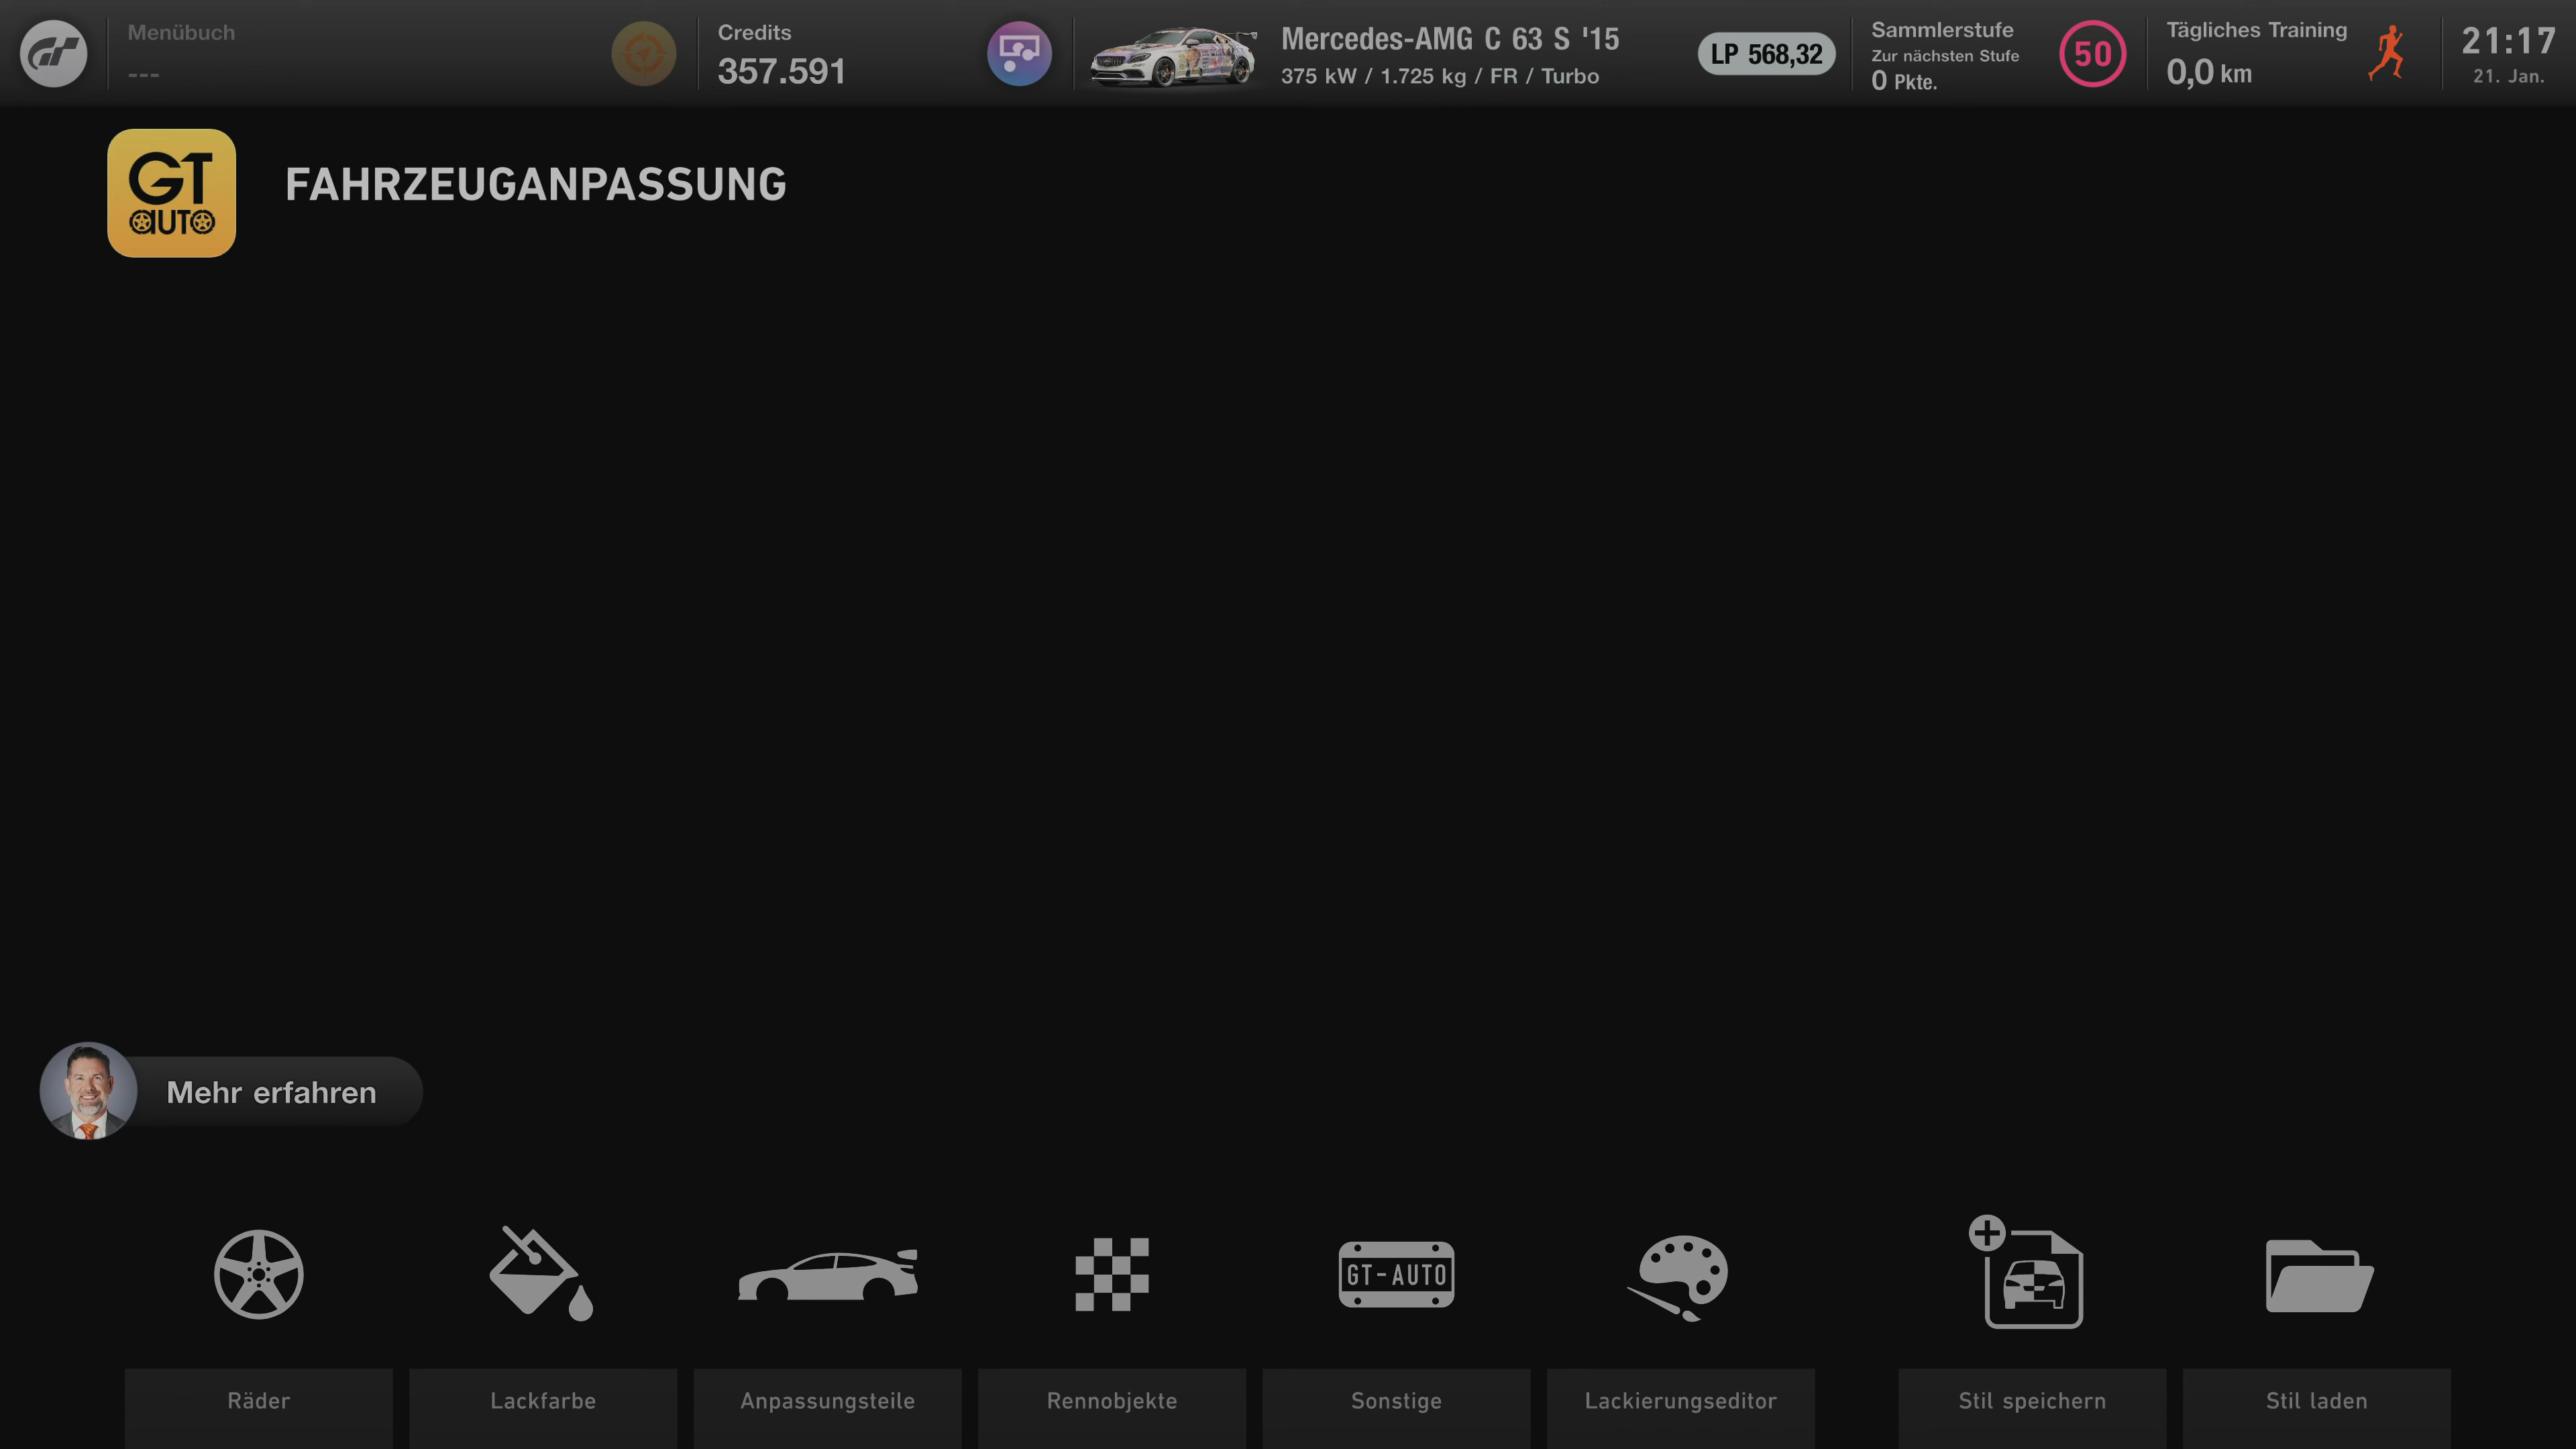 Menübuch
---
Credits
357.591
Mercedes-AMG C 63 S '15
375 kW / 1.725 kg / FR / Turbo
LP 568,32
Sammlerstufe
Zur nächsten Stufe
0 Pkte.
50
Tägliches Training
0,0 km
21:17
21. Jan.
GT
auto
FAHRZEUGANPASSUNG
Mehr erfahren
GT-AUTO
Räder
Lackfarbe
Anpassungsteile
Rennobjekte
Sonstige
Lackierungseditor
Stil speichern
Stil laden